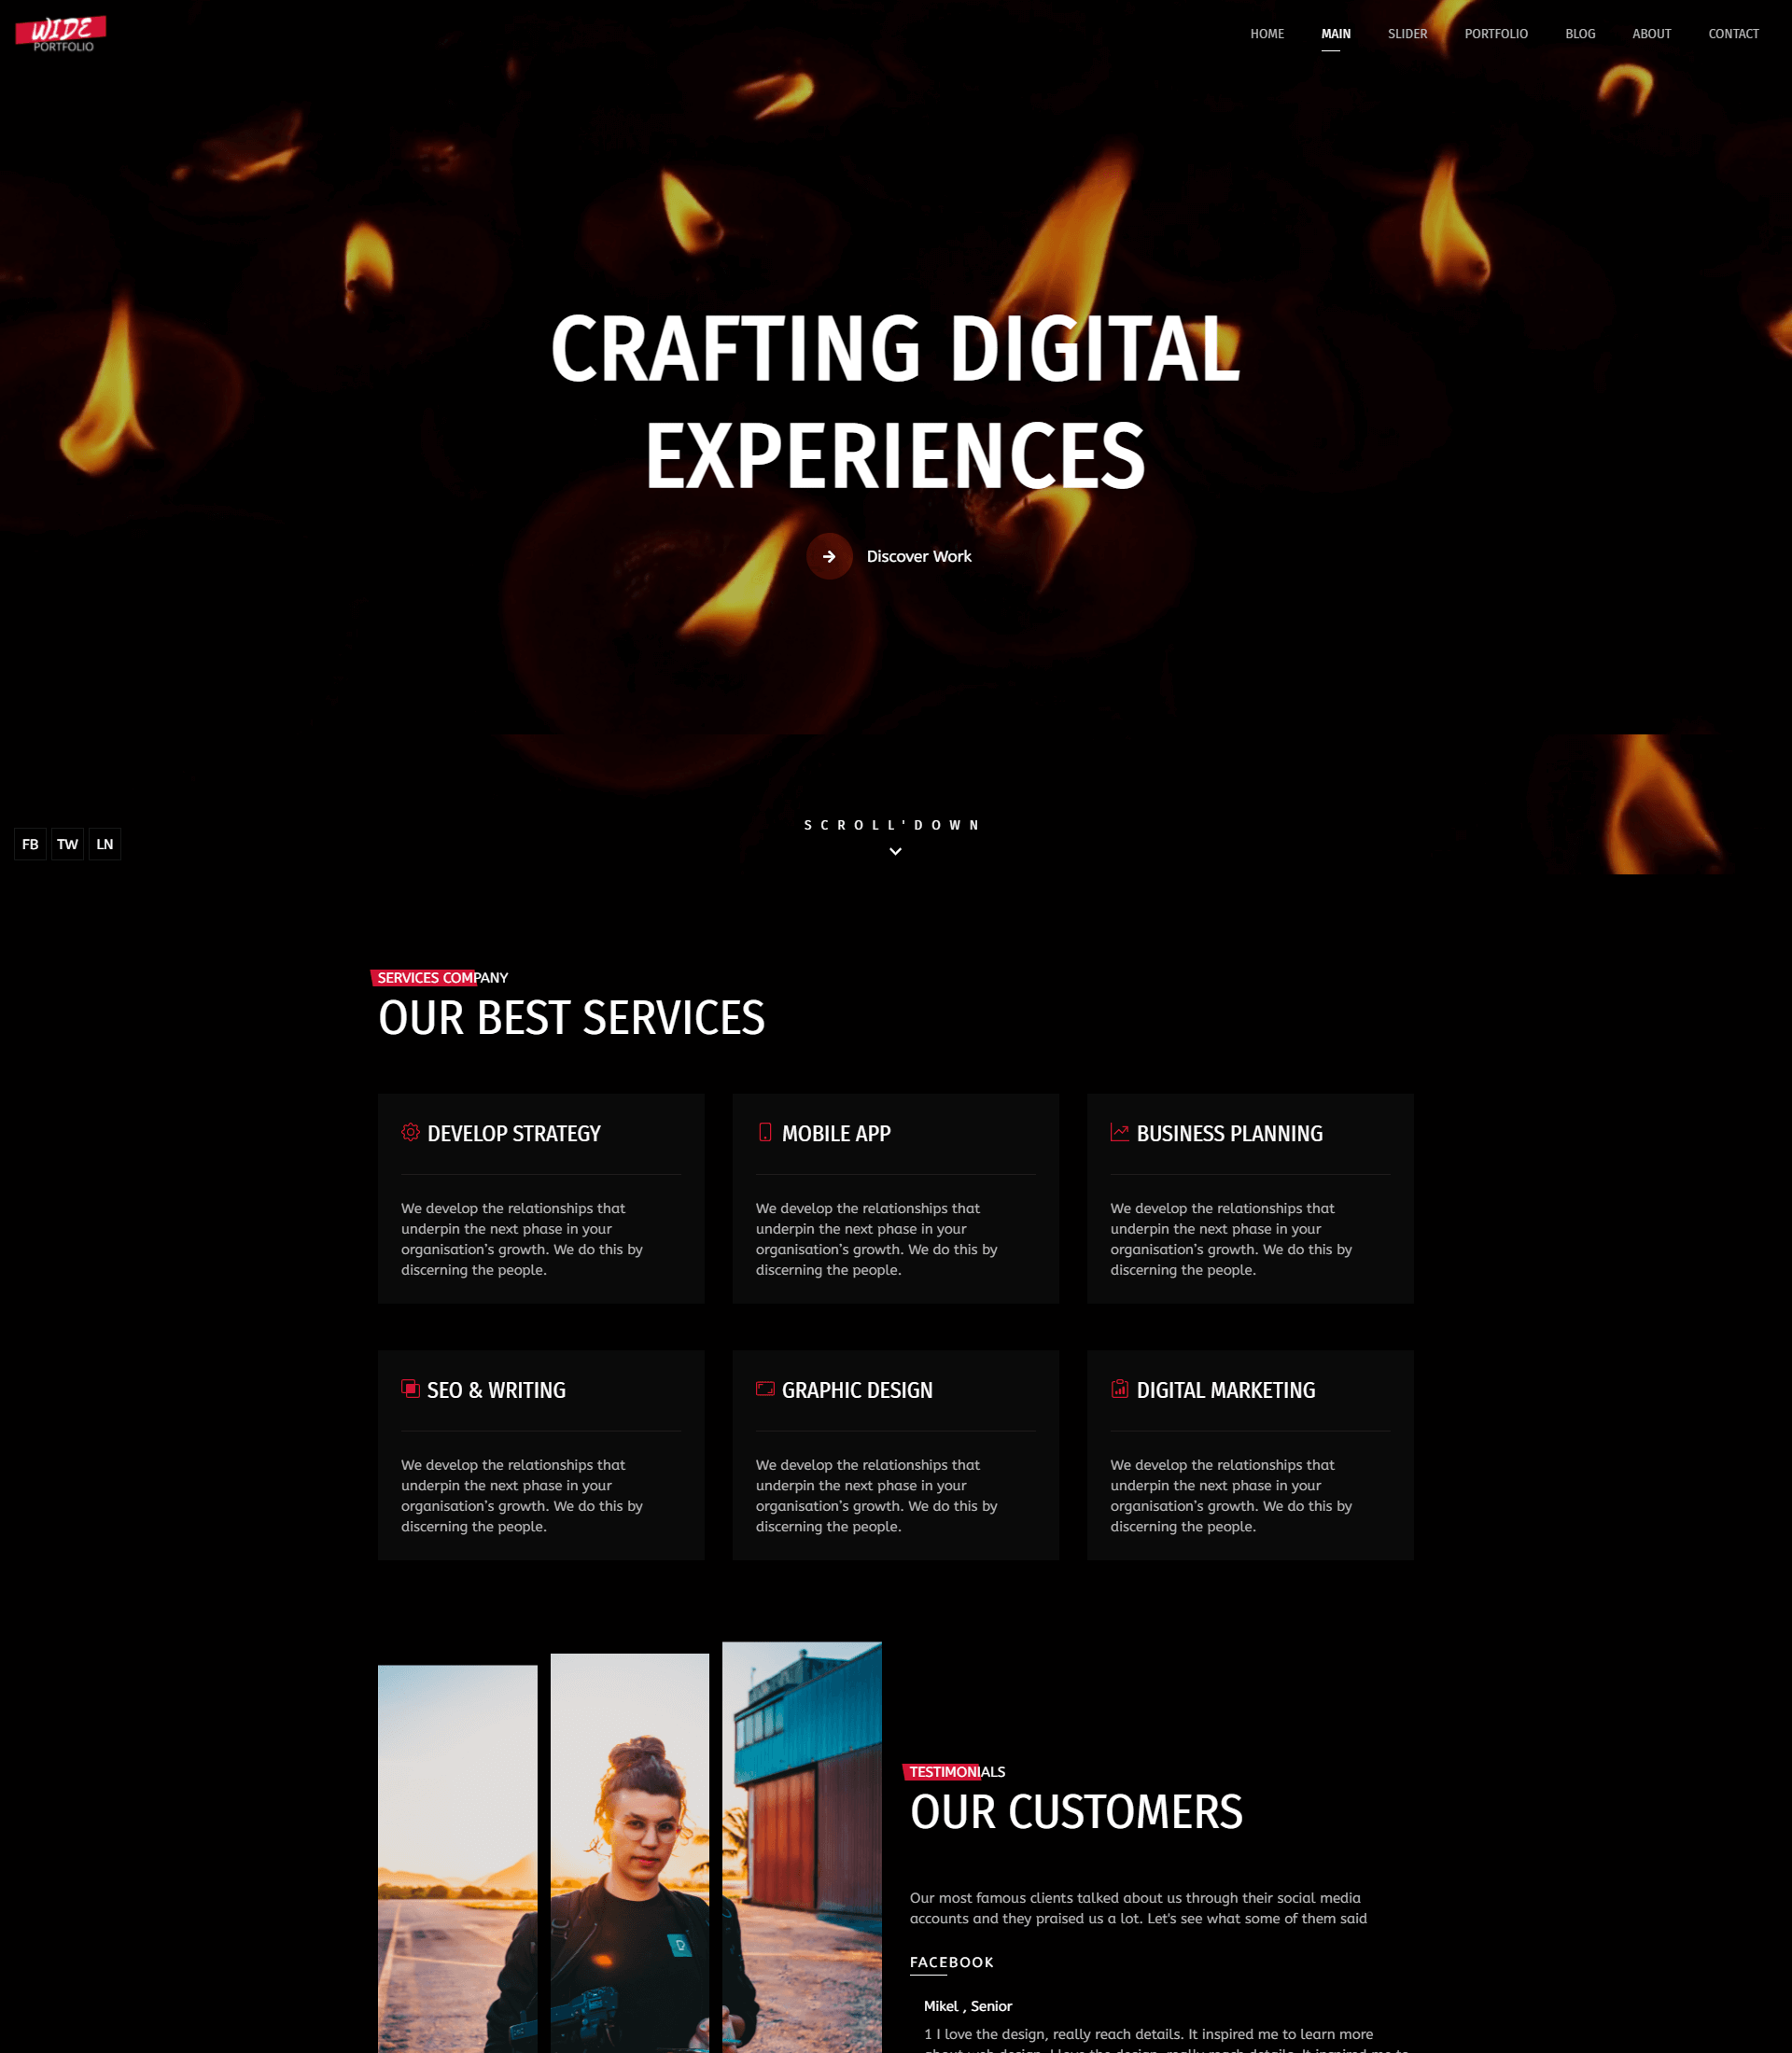 WIDE
PORTFOLIO
HOME MAIN SLIDER PORTFOLIO BLOG ABOUT CONTACT
CRAFTING DIGITAL
EXPERIENCES
Discover Work
SCROLL'DOWN
FB TW LN
SERVICES COMPANY
OUR BEST SERVICES
DEVELOP STRATEGY
We develop the relationships that
underpin the next phase in your
organisation's growth. We do this by
discerning the people.
MOBILE APP
We develop the relationships that
underpin the next phase in your
organisation's growth. We do this by
discerning the people.
BUSINESS PLANNING
We develop the relationships that
underpin the next phase in your
organisation's growth. We do this by
discerning the people.
SEO & WRITING
We develop the relationships that
underpin the next phase in your
organisation's growth. We do this by
discerning the people.
GRAPHIC DESIGN
We develop the relationships that
underpin the next phase in your
organisation's growth. We do this by
discerning the people.
DIGITAL MARKETING
We develop the relationships that
underpin the next phase in your
organisation's growth. We do this by
discerning the people.
TESTIMONIALS
OUR CUSTOMERS
Our most famous clients talked about us through their social media
accounts and they praised us a lot. Let's see what some of them said
FACEBOOK
Mikel , Senior
1 I love the design, really reach details. It inspired me to learn more